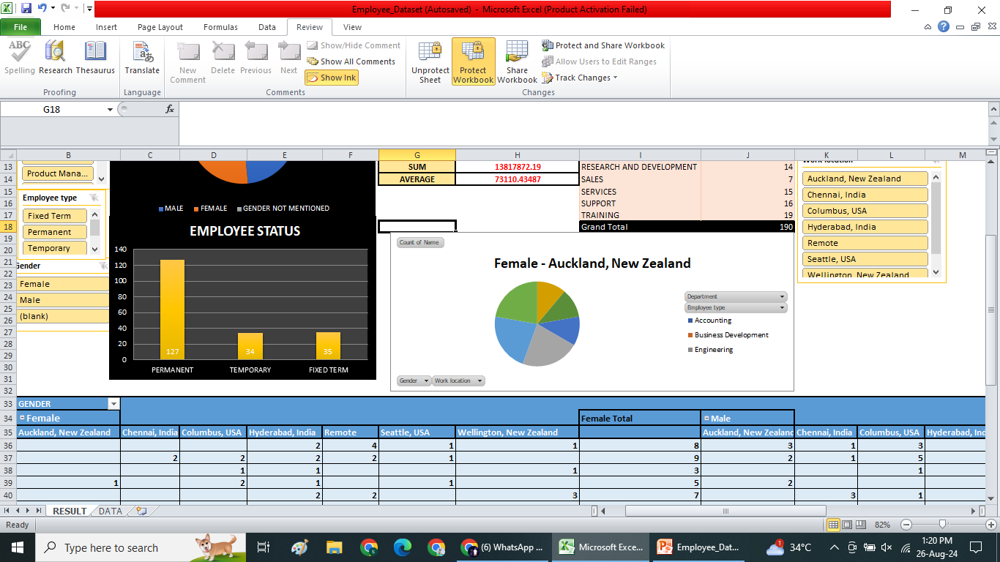 Employee_Dataset (Autosaved) - Microsoft Excel (Product Activation Failed)
File Home Insert Page Layout Formulas Data Review View
ABC
Spelling Research Thesaurus
Proofing
Translate
Language
New Comment Delete Previous Next
Show/Hide Comment
Show All Comments
Show Ink
Comments
Unprotect Sheet Protect Workbook Share Workbook
Protect and Share Workbook
Allow Users to Edit Ranges
Track Changes
Changes
G18 fx
B C D E F G H I J K L M
13 SUM 13817872.19 RESEARCH AND DEVELOPMENT 14
14 AVERAGE 73110.43487 SALES 7
15 SERVICES 15
16 SUPPORT 16
17 TRAINING 19
18 Grand Total 190
19
20
21
22
23
24
25
26
27
28
29
30
31
32
Product Mana...
Employee type
Fixed Term
Permanent
Temporary
Gender
Female
Male
(blank)
MALE FEMALE GENDER NOT MENTIONED
EMPLOYEE STATUS
140
120
100
80
60
40
20
0
127 34 35
PERMANENT TEMPORARY FIXED TERM
Count of Name
Female - Auckland, New Zealand
Department
Employee type
Accounting
Business Development
Engineering
Gender Work location
Work location
Auckland, New Zealand
Chennai, India
Columbus, USA
Hyderabad, India
Remote
Seattle, USA
Wellington, New Zealand
33 GENDER
34 Female Female Total Male
35 Auckland, New Zealand Chennai, India Columbus, USA Hyderabad, India Remote Seattle, USA Wellington, New Zealand Auckland, New Zealand Chennai, India Columbus, USA Hyderabad, Ind
36 2 4 1 1 8 3 1 3
37 2 2 2 2 1 9 2 1 5
38 1 1 1 3 1
39 1 2 1 1 5 2
40 2 2 3 7 3 1
RESULT DATA
Ready 82%
Type here to search
(6) WhatsApp ...
Microsoft Exce...
Employee_Dat...
1
34°C
1:20 PM
26-Aug-24